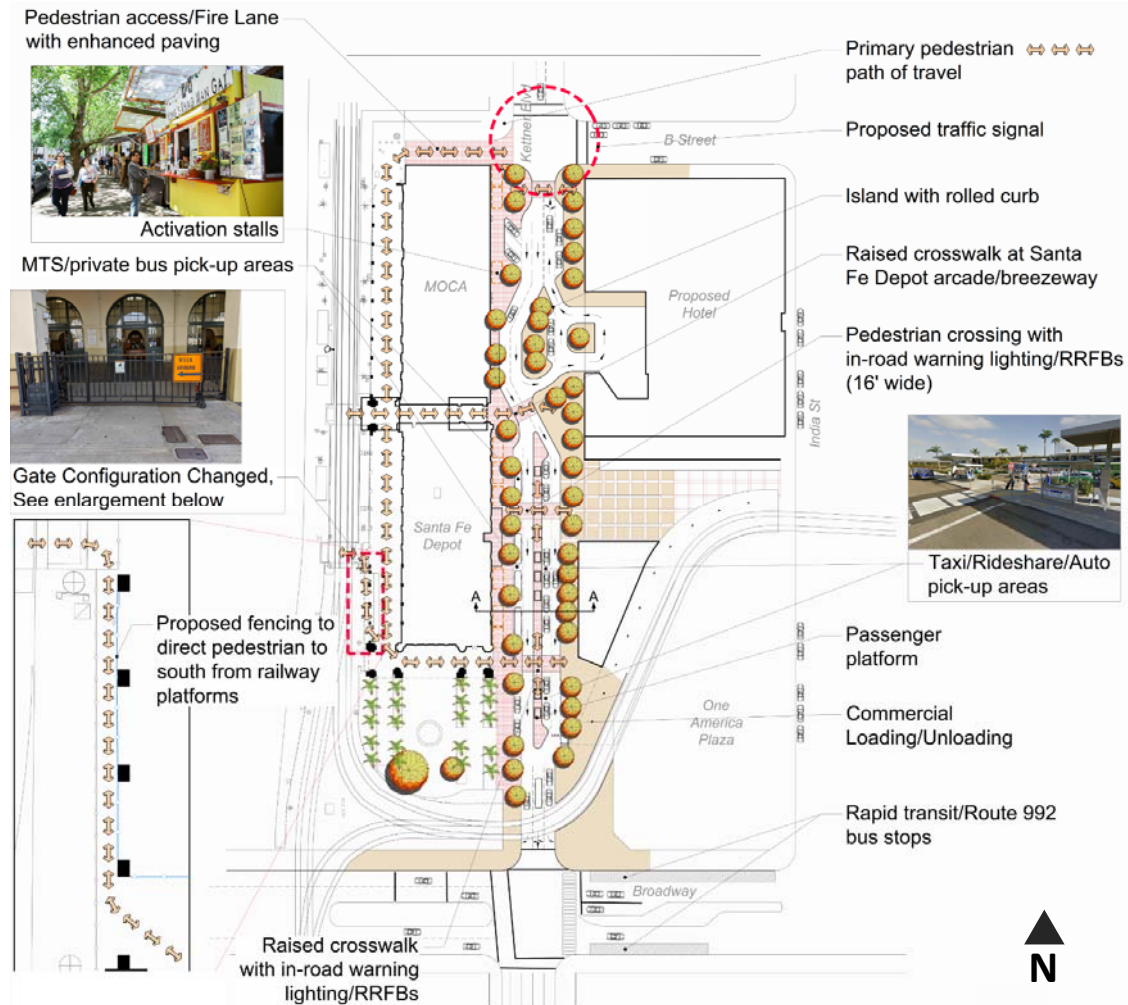 Pedestrian access/Fire Lane
with enhanced paving
Activation stalls
MTS/private bus pick-up areas
Gate Configuration Changed,
See enlargement below
Proposed fencing to
direct pedestrian to
south from railway
platforms
Raised crosswalk
with in-road warning
lighting/RRFBs
Kettner Blvd
B Street
MOCA
Proposed
Hotel
India St
Santa Fe
Depot
A
A
One
America
Plaza
Broadway
Primary pedestrian
path of travel
Proposed traffic signal
Island with rolled curb
Raised crosswalk at Santa
Fe Depot arcade/breezeway
Pedestrian crossing with
in-road warning lighting/RRFBs
(16' wide)
Taxi/Rideshare/Auto
pick-up areas
Passenger
platform
Commercial
Loading/Unloading
Rapid transit/Route 992
bus stops
N